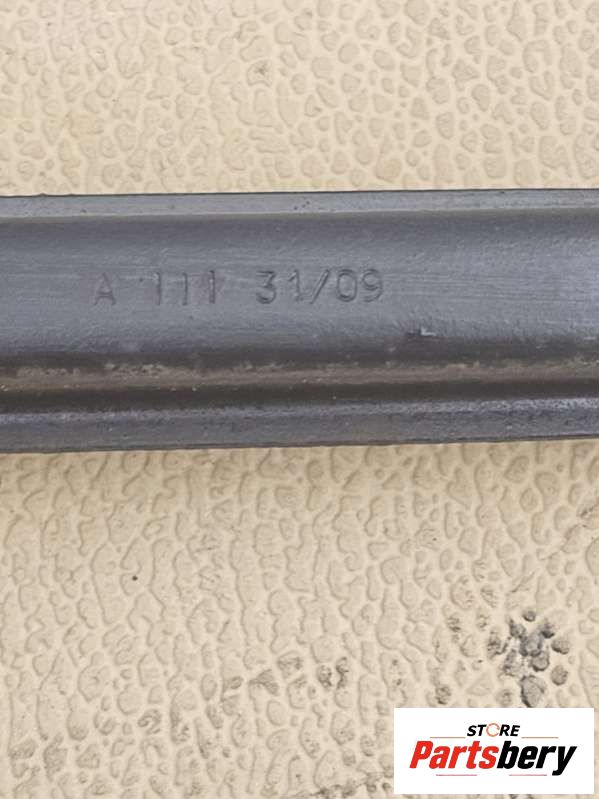 A 111 31/09
STORE
Partsbery